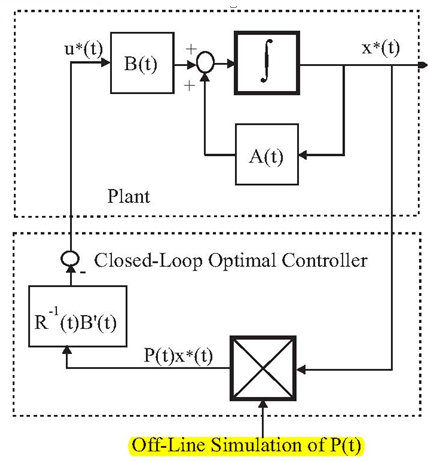 u*(t)
B(t)
+
+
∫
x*(t)
A(t)
Plant
Closed-Loop Optimal Controller
-
R⁻¹(t)B'(t)
P(t)x*(t)
Off-Line Simulation of P(t)